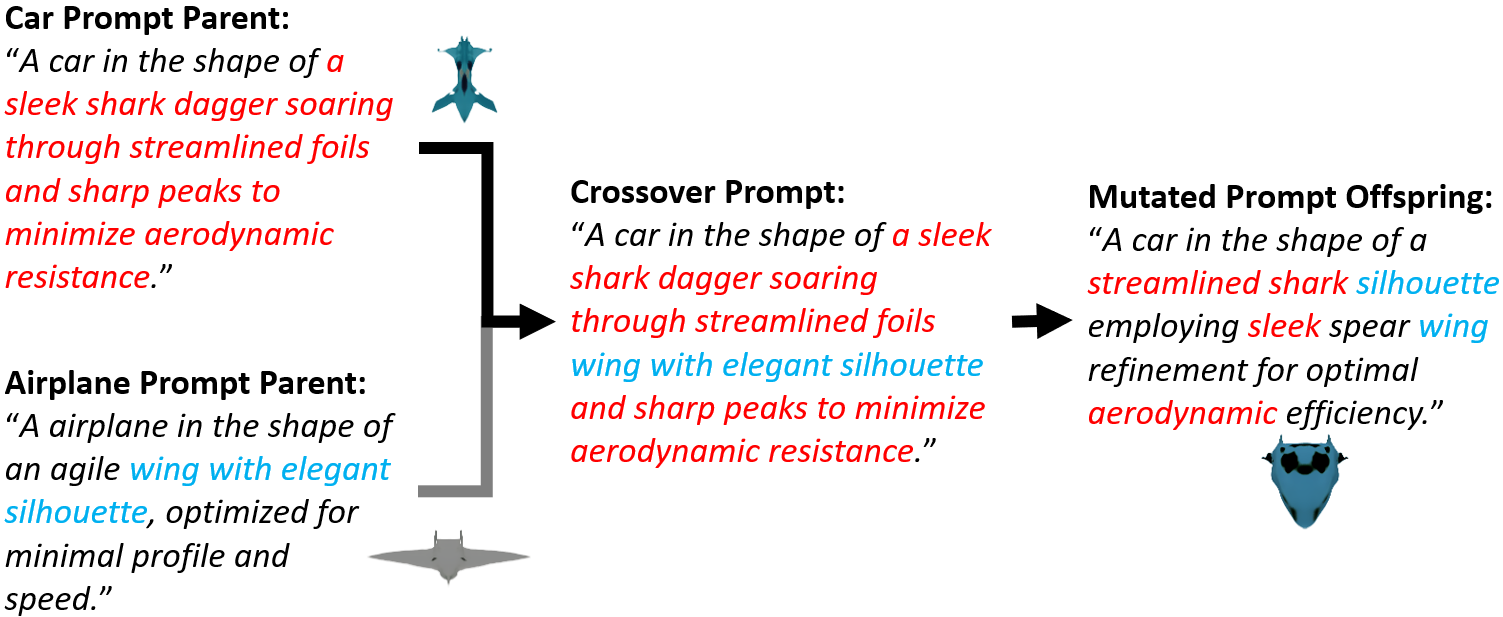 Car Prompt Parent:
“A car in the shape of a
sleek shark dagger soaring
through streamlined foils
and sharp peaks to
minimize aerodynamic
resistance.”
Airplane Prompt Parent:
“A airplane in the shape of
an agile wing with elegant
silhouette, optimized for
minimal profile and
speed.”
Crossover Prompt:
“A car in the shape of a sleek
shark dagger soaring
through streamlined foils
wing with elegant silhouette
and sharp peaks to minimize
aerodynamic resistance.”
Mutated Prompt Offspring:
“A car in the shape of a
streamlined shark silhouette
employing sleek spear wing
refinement for optimal
aerodynamic efficiency.”